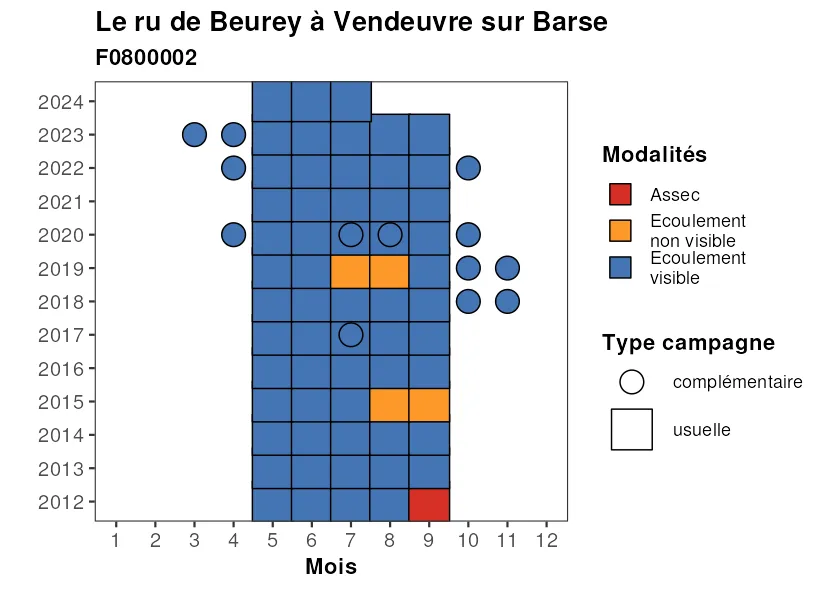 Le ru de Beurey à Vendeuvre sur Barse
F0800002
2024
2023
2022
2021
2020
2019
2018
2017
2016
2015
2014
2013
2012
1 2 3 4 5 6 7 8 9 10 11 12
Mois
Modalités
Assec
Ecoulement
non visible
Ecoulement
visible
Type campagne
complémentaire
usuelle